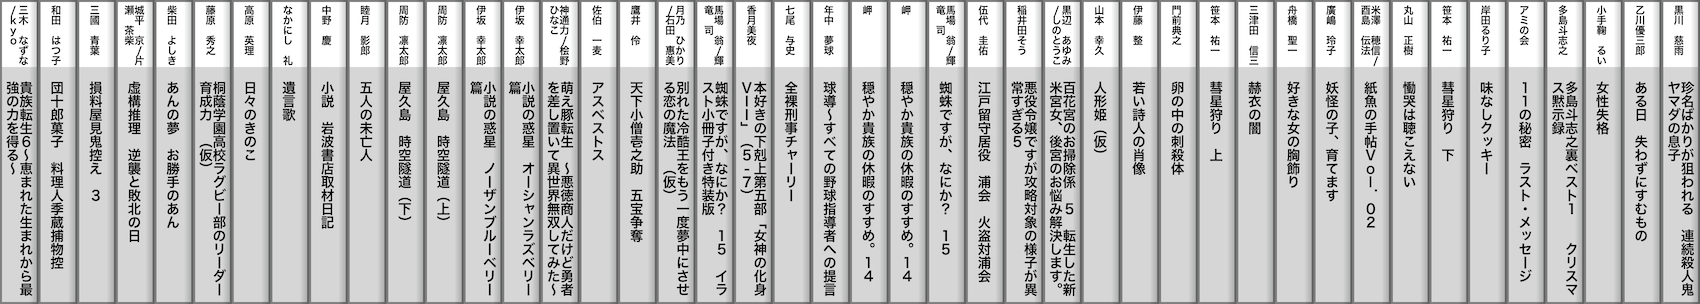 黒川　慈雨
珍名ばかりが狙われる　連続殺人鬼
ヤマダの息子
乙川優三郎
ある日　失わずにすむもの
小手鞠　るい
女性失格
多島斗志之
多島斗志之裏ベスト１　　クリスマ
ス黙示録
アミの会
１１の秘密　ラスト・メッセージ
岸田るり子
味なしクッキー
笹本　祐一
彗星狩り　下
丸山　正樹
慟哭は聴こえない
米澤　穂信/
酉島　伝法
紙魚の手帖Ｖｏｌ．０２
廣嶋　玲子
妖怪の子、育てます
舟橋　聖一
好きな女の胸飾り
三津田　信三
赫衣の闇
笹本　祐一
彗星狩り　上
門前典之
卵の中の刺殺体
伊藤　整
若い詩人の肖像
山本　幸久
人形姫（仮）
黒辺　あゆみ
/しのとうこ
百花宮のお掃除係　５　転生した新
米宮女、後宮のお悩み解決します。
稲井田そう
悪役令嬢ですが攻略対象の様子が異
常すぎる５
伍代　圭佑
江戸留守居役　浦会　火盗対浦会
馬場　翁/輝
竜　司
蜘蛛ですが、なにか？　１５
岬
穏やか貴族の休暇のすすめ。１４
岬
穏やか貴族の休暇のすすめ。１４
年中　夢球
球導～すべての野球指導者への提言
七尾　与史
全裸刑事チャーリー
香月美夜
本好きの下剋上第五部「女神の化身
ＶＩＩ」（５-７）
馬場　翁/輝
竜　司
蜘蛛ですが、なにか？　１５　イラ
スト小冊子付き特装版
月乃　ひかり
/石田　惠美
別れた冷酷王をもう一度夢中にさせ
る恋の魔法　（仮）
鷹井　伶
天下小僧壱之助　五宝争奪
佐伯　一麦
アスベストス
神通力/桧野
ひなこ
萌え豚転生　～悪徳商人だけど勇者
を差し置いて異世界無双してみた～
伊坂　幸太郎
小説の惑星　オーシャンラズベリー
篇
伊坂　幸太郎
小説の惑星　ノーザンブルーベリー
篇
周防　凛太郎
屋久島　時空隧道（上）
周防　凛太郎
屋久島　時空隧道（下）
睦月　影郎
五人の未亡人
中野　慶
小説　岩波書店取材日記
なかにし　礼
遺言歌
高原　英理
日々のきのこ
藤原　秀之
桐蔭学園高校ラグビー部のリーダー
育成力　（仮）
柴田　よしき
あんの夢　お勝手のあん
城平　京/片
瀬　茶柴
虚構推理　逆襲と敗北の日
三國　青葉
損料屋見鬼控え　３
和田　はつ子
団十郎菓子　料理人季蔵捕物控
三木　なずな
/ｋｙｏ
貴族転生６～恵まれた生まれから最
強の力を得る～